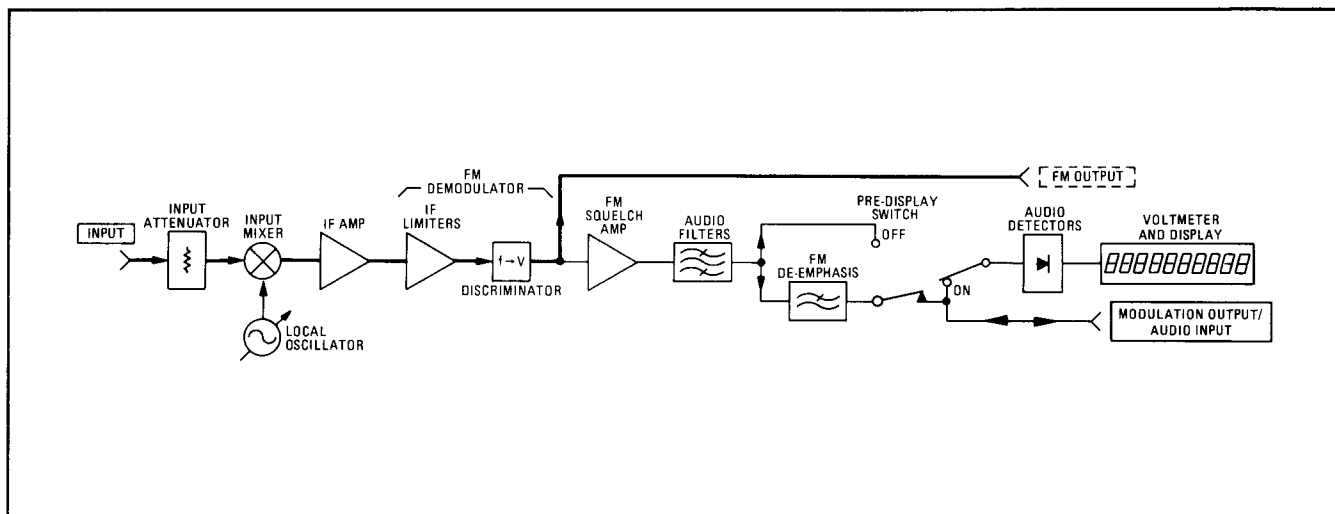 FM
DEMODULATOR
FM OUTPUT
INPUT
ATTENUATOR
INPUT
MIXER
IF AMP
IF
LIMITERS
FM
SQUELCH
AMP
AUDIO
FILTERS
PRE-DISPLAY
SWITCH
OFF
AUDIO
DETECTORS
VOLTMETER
AND DISPLAY
INPUT
f→V
DISCRIMINATOR
FM
DE-EMPHASIS
ON
LOCAL
OSCILLATOR
MODULATION OUTPUT/
AUDIO INPUT